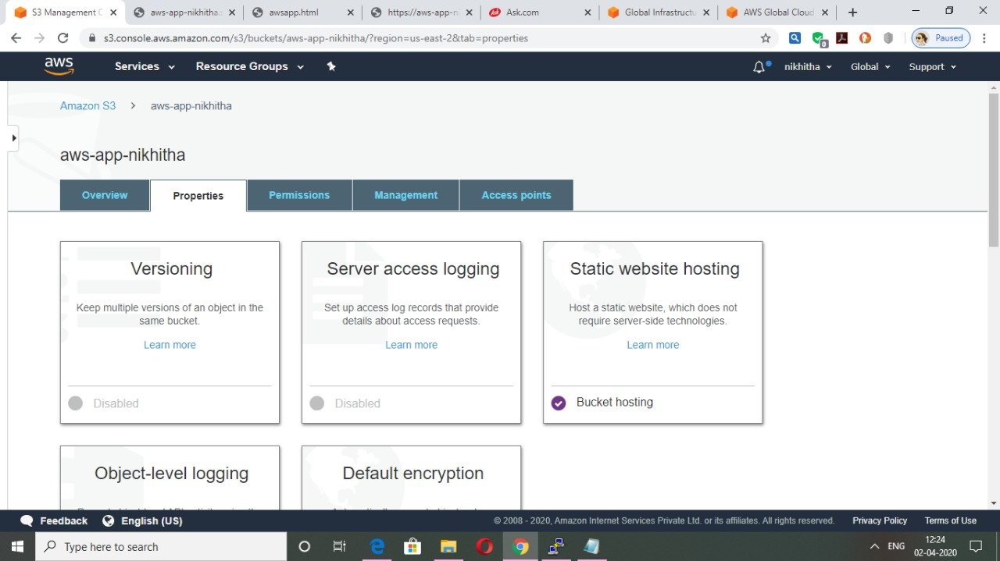 S3 Management C
aws-app-nikhitha.s
awsapp.html
https://aws-app-n
Ask.com
Global Infrastructu
AWS Global Cloud
s3.console.aws.amazon.com/s3/buckets/aws-app-nikhitha/?region=us-east-2&tab=properties
0
Paused
aws
Services
Resource Groups
nikhitha
Global
Support
Amazon S3 > aws-app-nikhitha
aws-app-nikhitha
Overview
Properties
Permissions
Management
Access points
Versioning
Keep multiple versions of an object in the
same bucket.
Learn more
Disabled
Server access logging
Set up access log records that provide
details about access requests.
Learn more
Disabled
Static website hosting
Host a static website, which does not
require server-side technologies.
Learn more
Bucket hosting
Object-level logging
Default encryption
Feedback
English (US)
© 2008 - 2020, Amazon Internet Services Private Ltd. or its affiliates. All rights reserved.
Privacy Policy
Terms of Use
Type here to search
ENG
12:24
02-04-2020